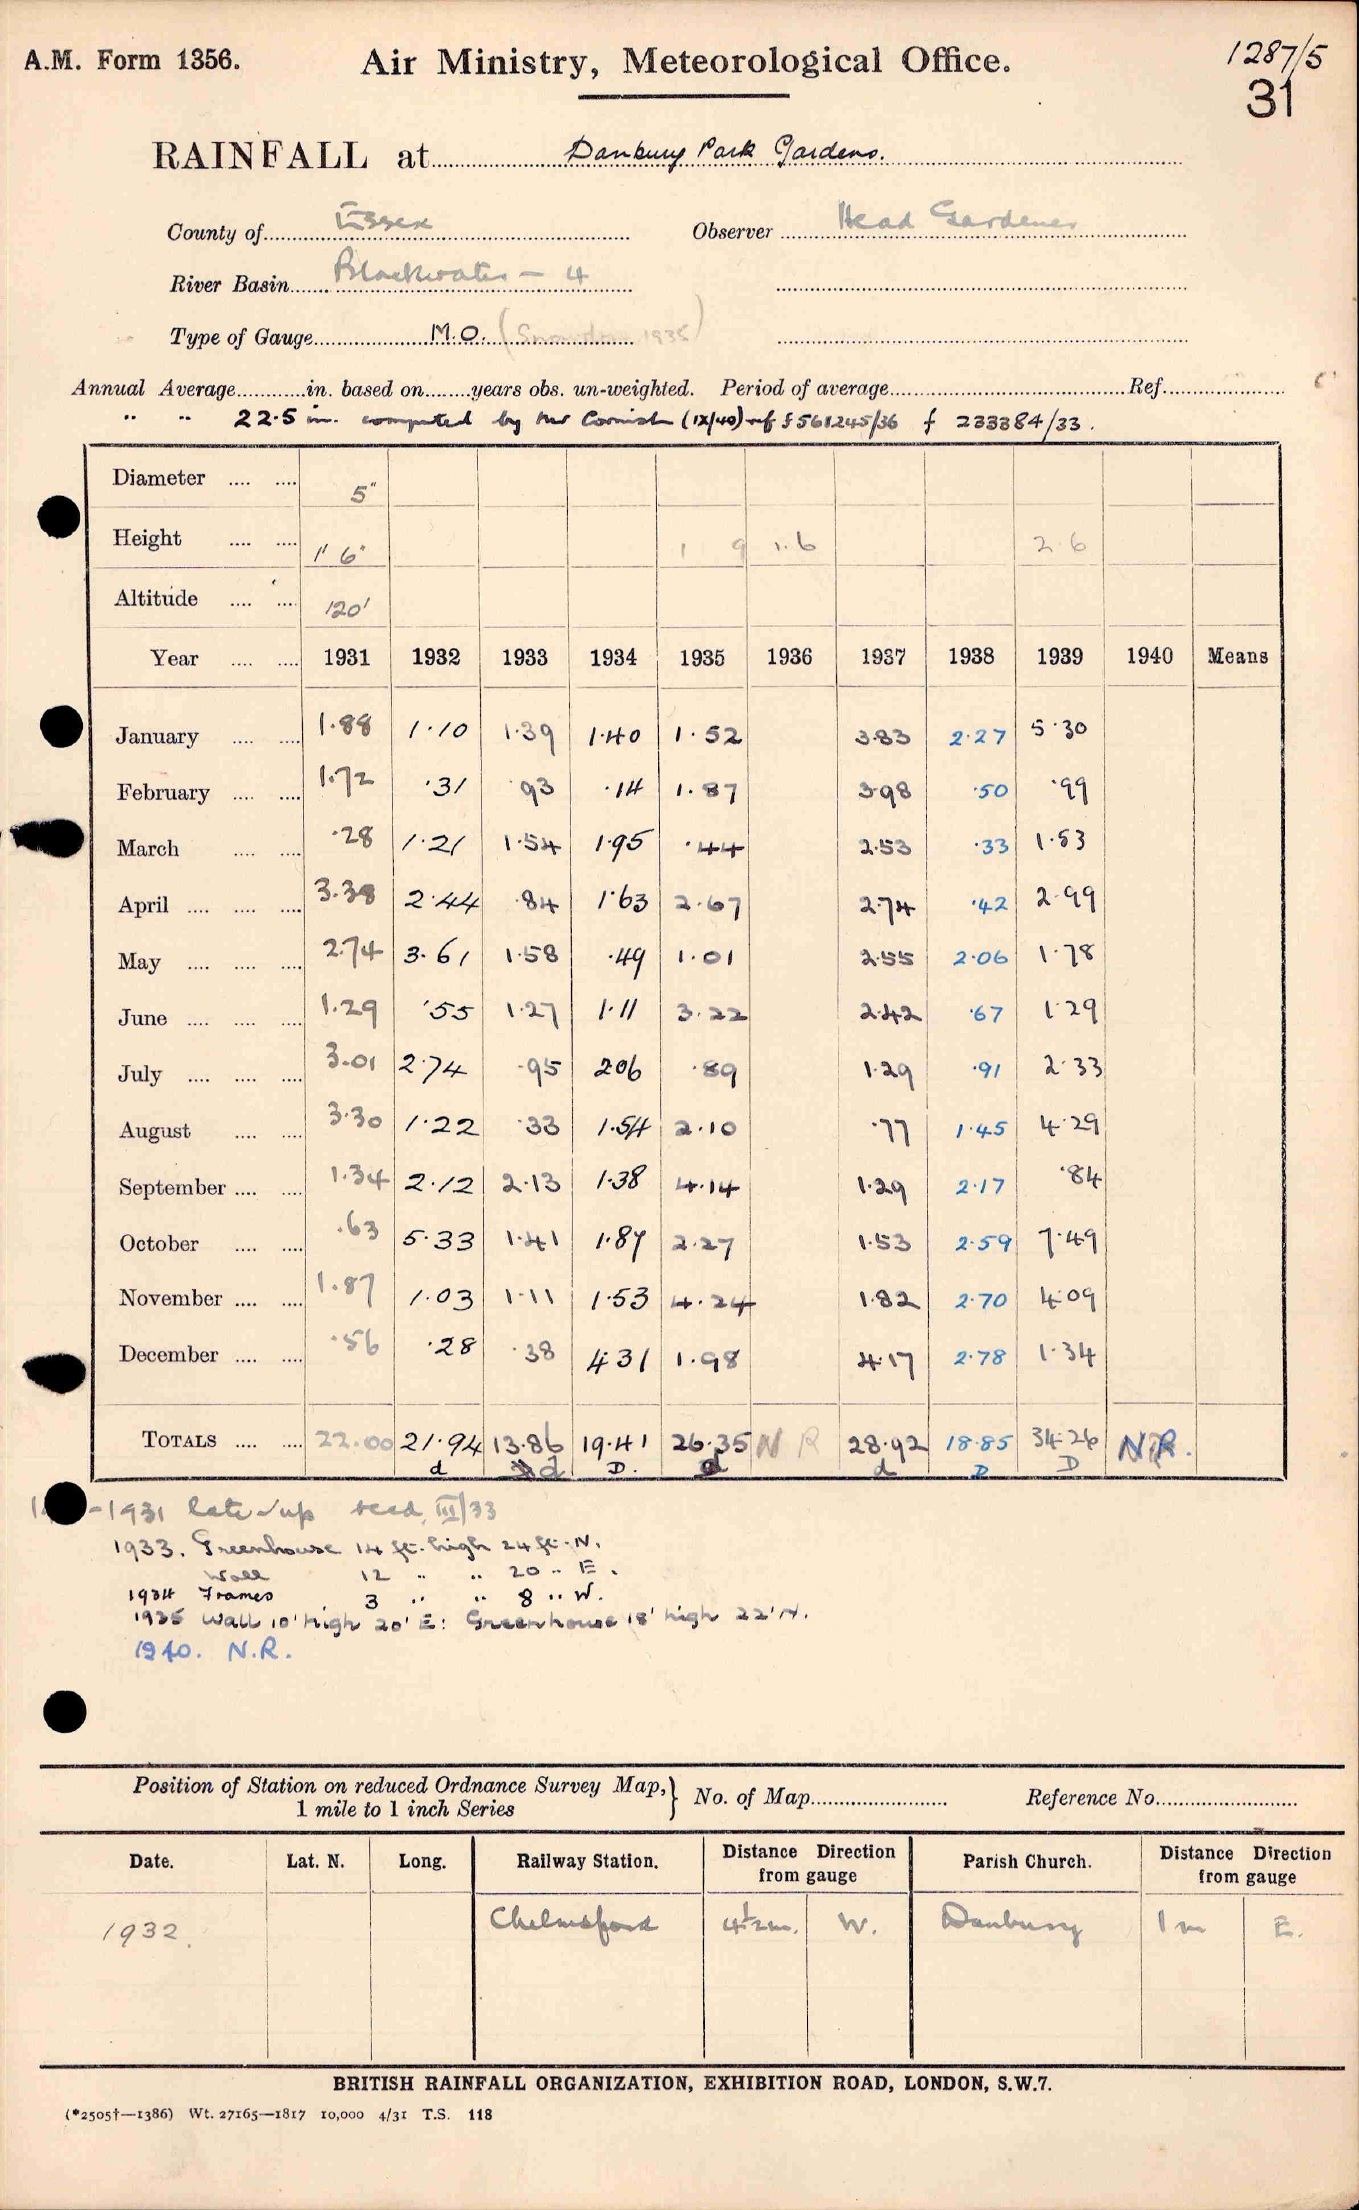 A.M. Form 1356. Air Ministry, Meteorological Office. 1287/5
31
RAINFALL at Danbury Park Gardens.
County of Essex Observer Head Gardener
River Basin Blackwater - 4
Type of Gauge M.O. (Snowdon 1935)
Annual Average in. based on years obs. un-weighted. Period of average Ref.
" " 22.5 in. computed by Mr Cornish (IX/40) ref f 561245/36 f 233384/33.
Diameter 5"
Height 1' 6" 1 9 1.6 2 6
Altitude 120'
Year 1931 1932 1933 1934 1935 1936 1937 1938 1939 1940 Means
January 1.88 1.10 1.39 1.40 1.52 3.83 2.27 5.30
February 1.72 .31 .93 .14 1.87 3.98 .50 .99
March .28 1.21 1.54 1.95 .44 2.53 .33 1.53
April 3.38 2.44 .84 1.63 2.67 2.74 .42 2.99
May 2.74 3.61 1.58 .49 1.01 2.55 2.06 1.78
June 1.29 .55 1.27 1.11 3.22 2.42 .67 1.29
July 3.01 2.74 .95 2.06 .89 1.29 .91 2.33
August 3.30 1.22 .33 1.54 2.10 .77 1.45 4.29
September 1.34 2.12 2.13 1.38 4.14 1.29 2.17 .84
October .63 5.33 1.41 1.87 2.27 1.53 2.59 7.49
November 1.87 1.03 1.11 1.53 4.24 1.82 2.70 4.09
December .56 .28 .38 4.31 1.98 4.17 2.78 1.34
TOTALS 22.00 21.94 13.86 19.41 26.35 N R 28.92 18.85 34.26 N.R.
d d D. d d D D
-1931 late sup recd. III/33
1933. Greenhouse 14 ft. high 24 ft. N.
Wall 12 " " 20 " E.
1934 Frames 3 " " 8 " W.
1935 Wall 10' high 20' E: Greenhouse 18' high 22' N.
1940. N.R.
Position of Station on reduced Ordnance Survey Map,} No. of Map Reference No.
1 mile to 1 inch Series
Date. Lat. N. Long. Railway Station. Distance Direction from gauge Parish Church. Distance Direction from gauge
1932. Chelmsford 4½m. W. Danbury 1 m E.
BRITISH RAINFALL ORGANIZATION, EXHIBITION ROAD, LONDON, S.W.7.
(*2505†—1386) Wt. 27165—1817 10,000 4/31 T.S. 118